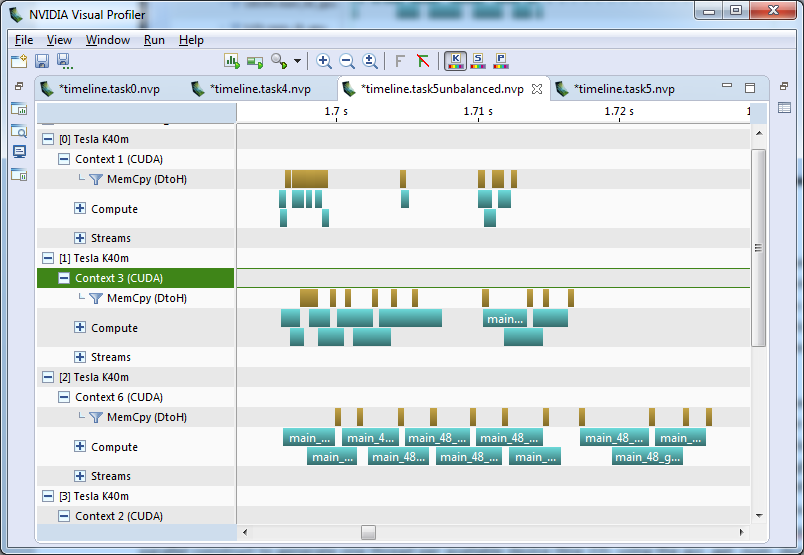 NVIDIA Visual Profiler
File View Window Run Help
F K S P
*timeline.task0.nvp *timeline.task4.nvp *timeline.task5unbalanced.nvp *timeline.task5.nvp
1.7 s 1.71 s 1.72 s 1
[0] Tesla K40m
Context 1 (CUDA)
MemCpy (DtoH)
Compute
Streams
[1] Tesla K40m
Context 3 (CUDA)
MemCpy (DtoH)
Compute main...
Streams
[2] Tesla K40m
Context 6 (CUDA)
MemCpy (DtoH)
main_... main_4... main_48_... main_48_... main_48_... main_...
Compute
main_... main_48_... main_48_... main_... main_48_g...
Streams
[3] Tesla K40m
Context 2 (CUDA)